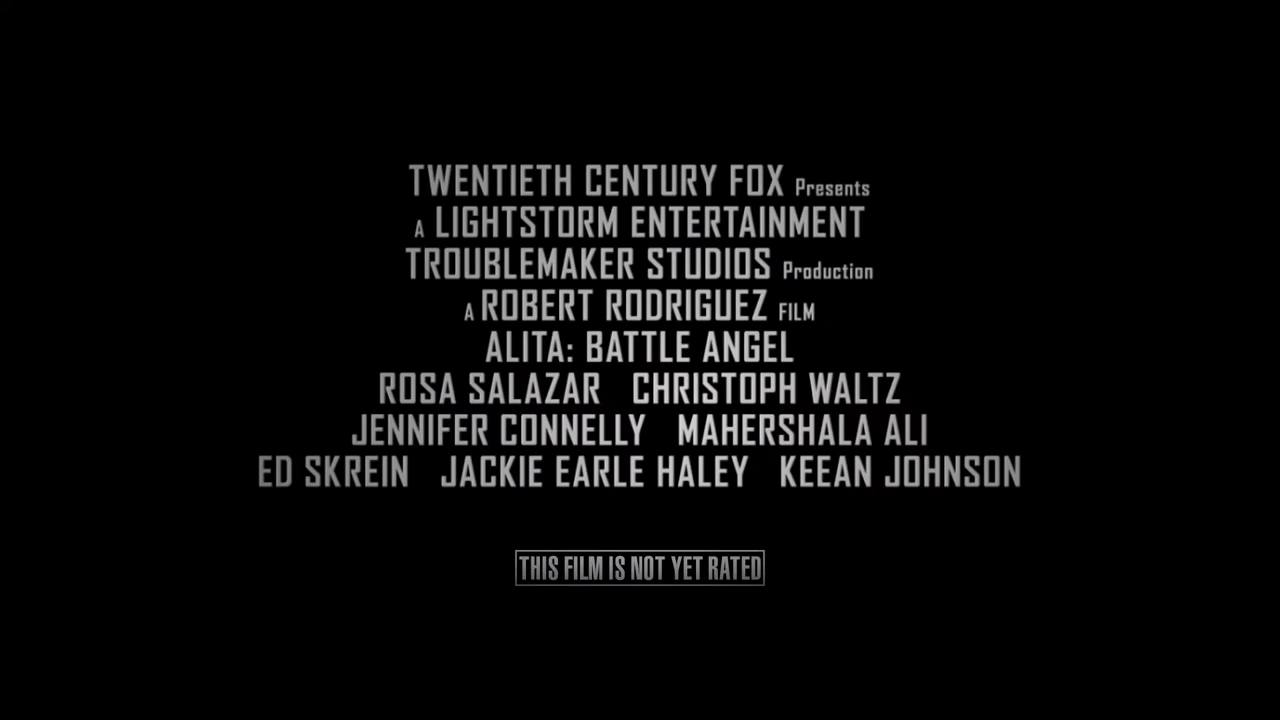 TWENTIETH CENTURY FOX Presents
A LIGHTSTORM ENTERTAINMENT
TROUBLEMAKER STUDIOS Production
A ROBERT RODRIGUEZ FILM
ALITA: BATTLE ANGEL
ROSA SALAZAR CHRISTOPH WALTZ
JENNIFER CONNELLY MAHERSHALA ALI
ED SKREIN JACKIE EARLE HALEY KEEAN JOHNSON
THIS FILM IS NOT YET RATED